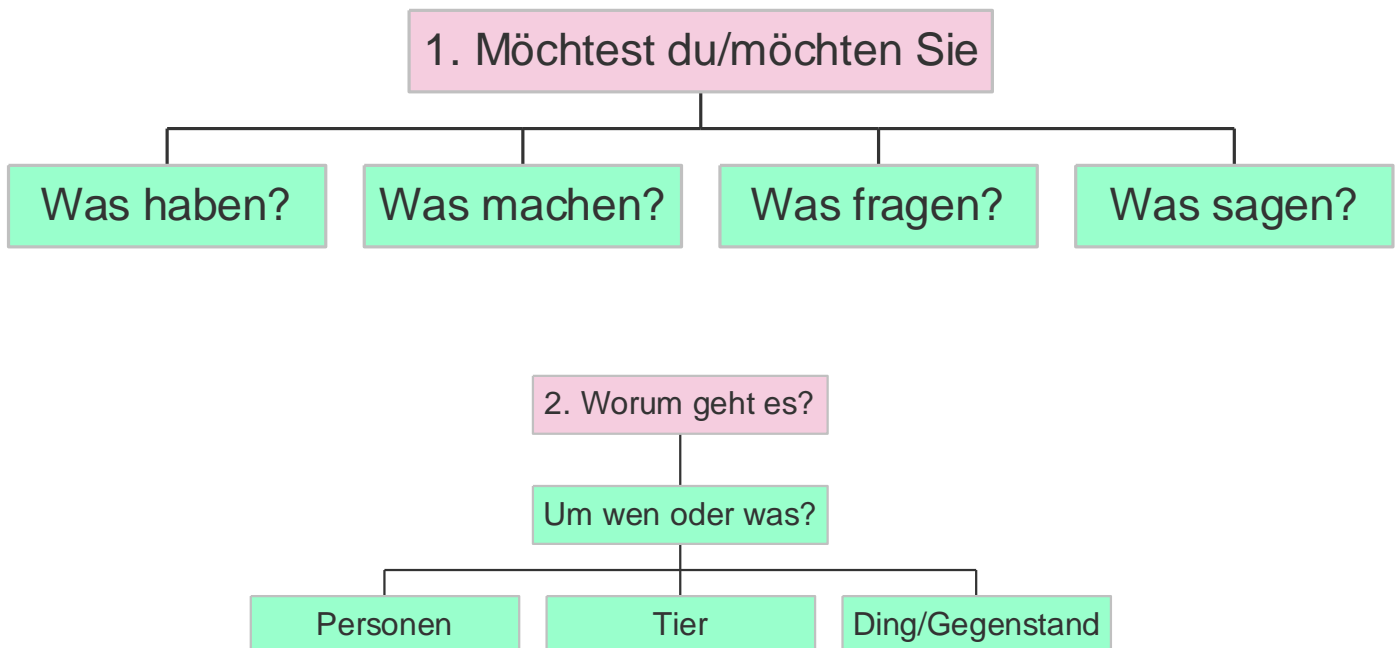 1. Möchtest du/möchten Sie
Was haben?
Was machen?
Was fragen?
Was sagen?
2. Worum geht es?
Um wen oder was?
Personen
Tier
Ding/Gegenstand